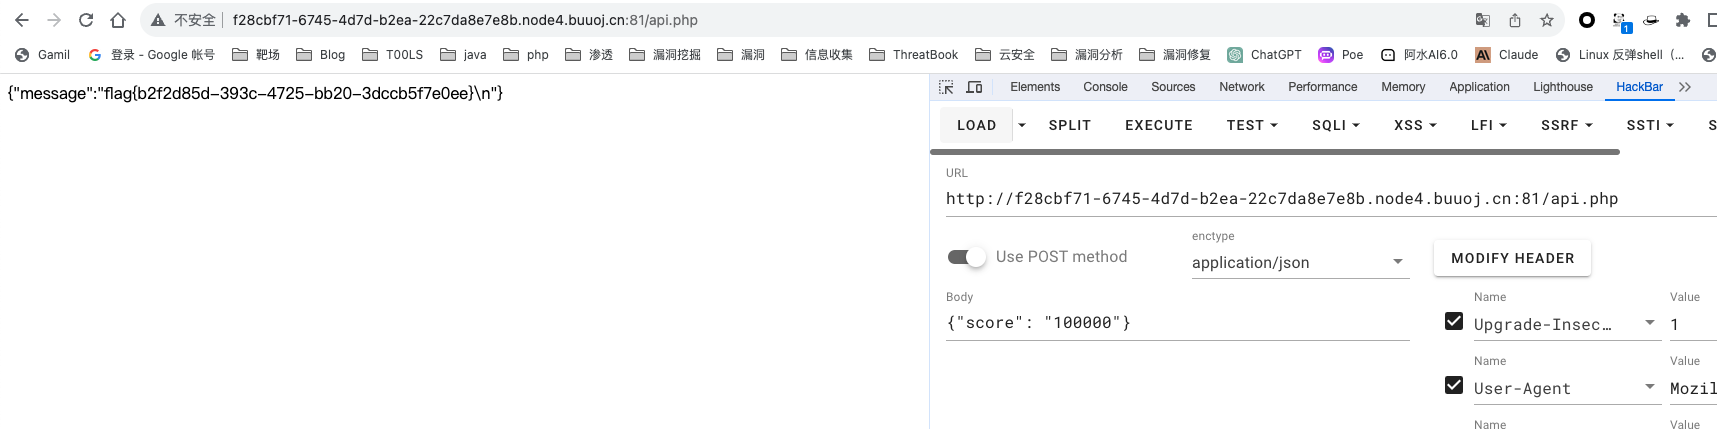 不安全 f28cbf71-6745-4d7d-b2ea-22c7da8e7e8b.node4.buuoj.cn:81/api.php
1
Gamil 登录 - Google 帐号 靶场 Blog T00LS java php 渗透 漏洞挖掘 漏洞 信息收集 ThreatBook 云安全 漏洞分析 漏洞修复 ChatGPT Poe 阿水AI6.0 Claude Linux 反弹shell (...
{"message":"flag{b2f2d85d-393c-4725-bb20-3dccb5f7e0ee}\n"}
Elements Console Sources Network Performance Memory Application Lighthouse HackBar
LOAD SPLIT EXECUTE TEST SQLI XSS LFI SSRF SSTI S
URL
http://f28cbf71-6745-4d7d-b2ea-22c7da8e7e8b.node4.buuoj.cn:81/api.php
Use POST method
enctype
application/json
MODIFY HEADER
Body
{"score": "100000"}
Name Value
Upgrade-Insec... 1
Name Value
User-Agent Mozil
Name Value